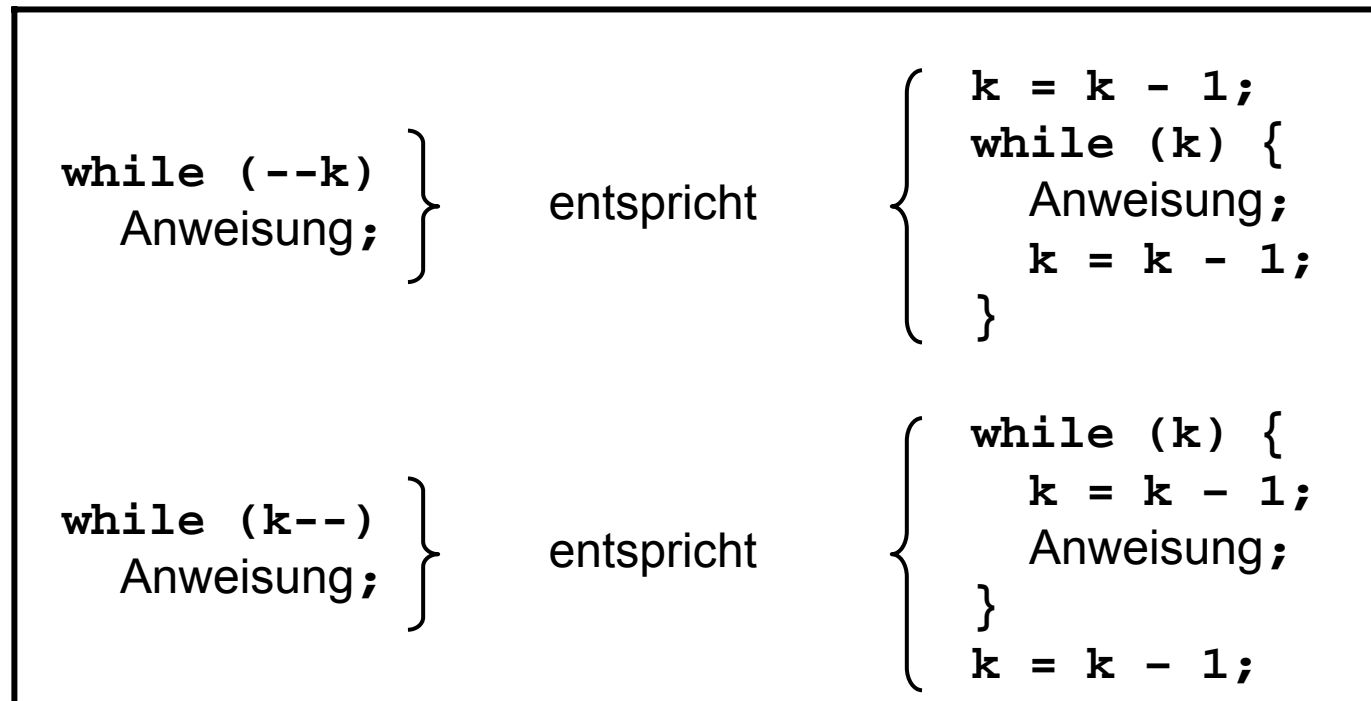 while (--k)
Anweisung;
entspricht
k = k - 1;
while (k) {
Anweisung;
k = k - 1;
}
while (k--)
Anweisung;
entspricht
while (k) {
k = k – 1;
Anweisung;
}
k = k – 1;